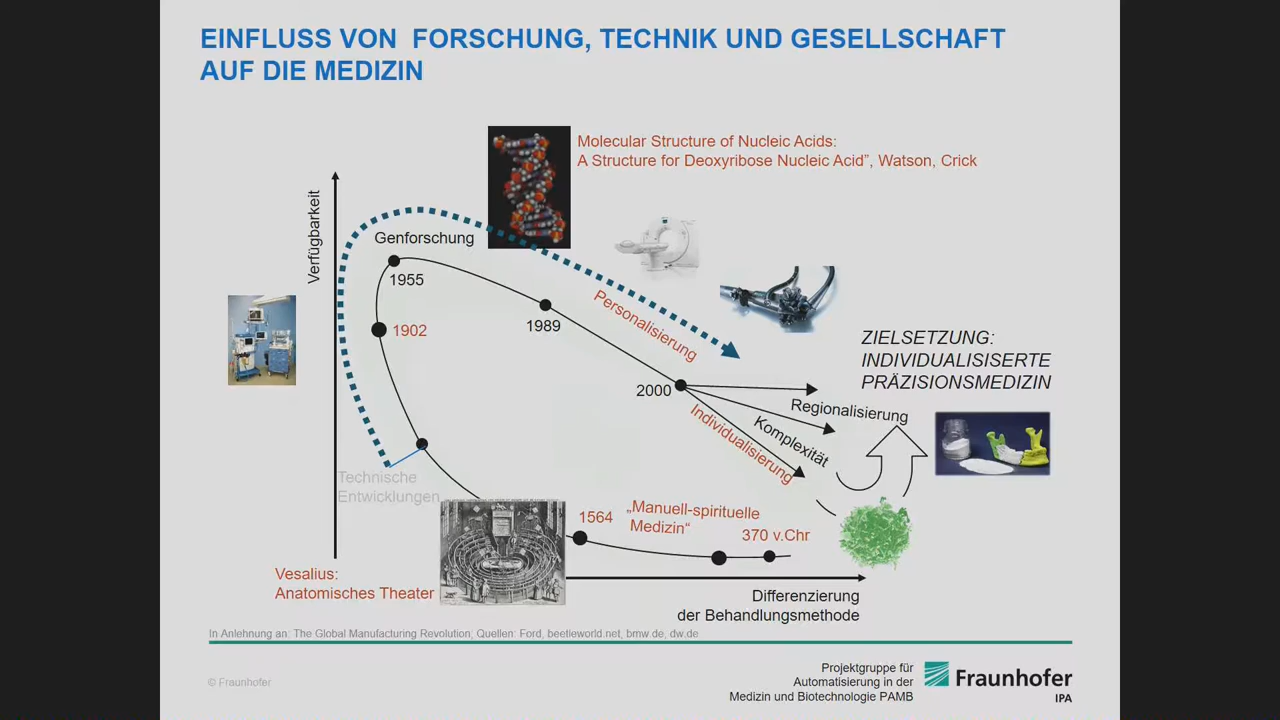 EINFLUSS VON FORSCHUNG, TECHNIK UND GESELLSCHAFT
AUF DIE MEDIZIN
Molecular Structure of Nucleic Acids:
A Structure for Deoxyribose Nucleic Acid”, Watson, Crick
Verfügbarkeit
Genforschung
1955
1902
1989
Personalisierung
2000
ZIELSETZUNG:
INDIVIDUALISISERTE
PRÄZISIONSMEDIZIN
Regionalisierung
Komplexität
Individualisierung
Technische
Entwicklungen
1564
„Manuell-spirituelle
Medizin“
370 v.Chr
Vesalius:
Anatomisches Theater
Differenzierung
der Behandlungsmethode
In Anlehnung an: The Global Manufacturing Revolution; Quellen: Ford, beetleworld.net, bmw.de, dw.de
© Fraunhofer
Projektgruppe für
Automatisierung in der
Medizin und Biotechnologie PAMB
Fraunhofer
IPA